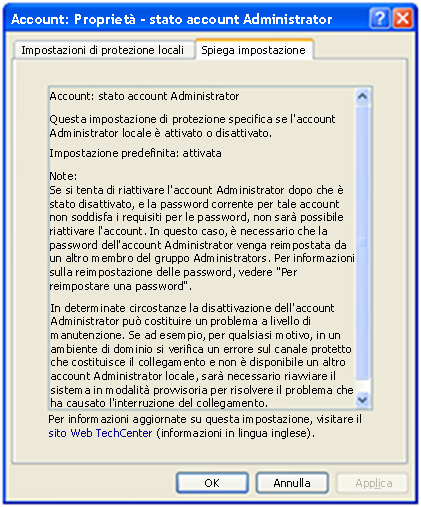 Account: Proprietà - stato account Administrator
Impostazioni di protezione locali
Spiega impostazione
Account: stato account Administrator
Questa impostazione di protezione specifica se l'account
Administrator locale è attivato o disattivato.
Impostazione predefinita: attivata
Note:
Se si tenta di riattivare l'account Administrator dopo che è
stato disattivato, e la password corrente per tale account
non soddisfa i requisiti per le password, non sarà possibile
riattivare l'account. In questo caso, è necessario che la
password dell'account Administrator venga reimpostata da
un altro membro del gruppo Administrators. Per informazioni
sulla reimpostazione delle password, vedere "Per
reimpostare una password".
In determinate circostanze la disattivazione dell'account
Administrator può costituire un problema a livello di
manutenzione. Se ad esempio, per qualsiasi motivo, in un
ambiente di dominio si verifica un errore sul canale protetto
che costituisce il collegamento e non è disponibile un altro
account Administrator locale, sarà necessario riavviare il
sistema in modalità provvisoria per risolvere il problema che
ha causato l'interruzione del collegamento.
Per informazioni aggiornate su questa impostazione, visitare il
sito Web TechCenter (informazioni in lingua inglese).
OK
Annulla
Applica